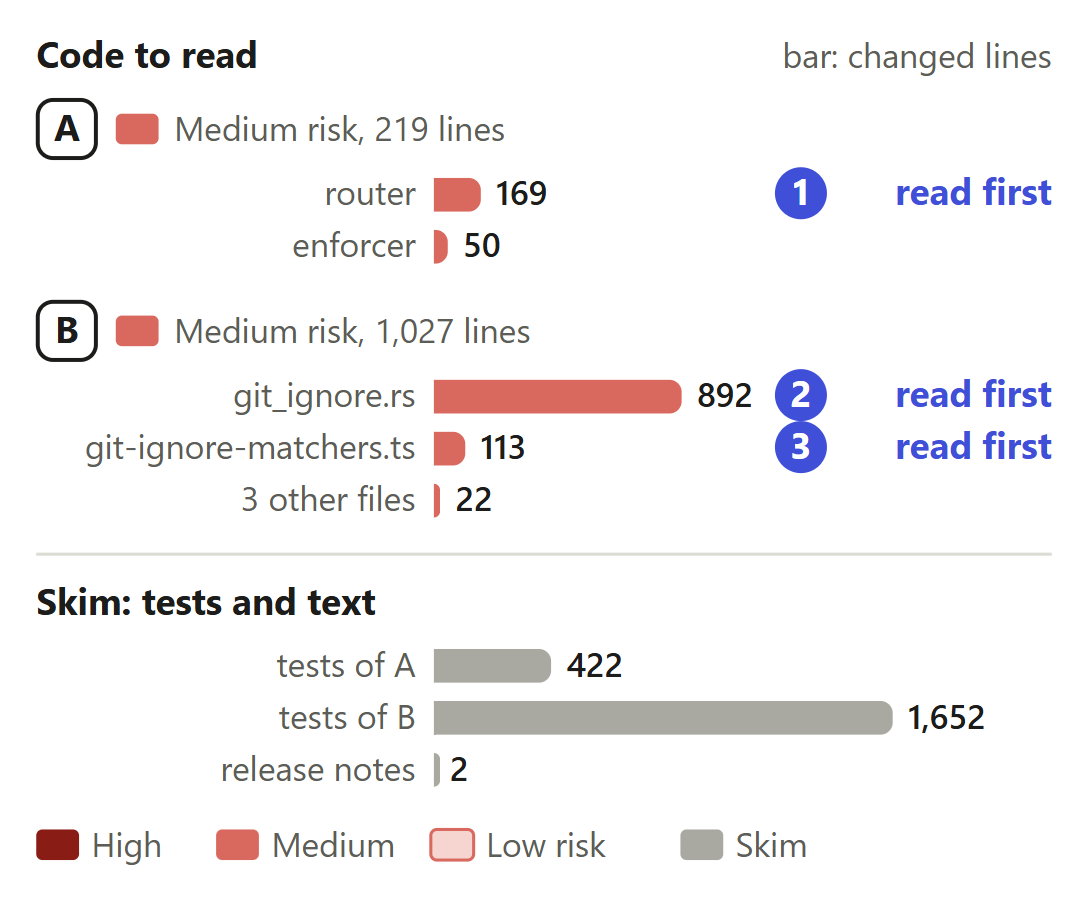 Code to read bar: changed lines
A Medium risk, 219 lines
router 169 1 read first
enforcer 50
B Medium risk, 1,027 lines
git_ignore.rs 892 2 read first
git-ignore-matchers.ts 113 3 read first
3 other files 22
Skim: tests and text
tests of A 422
tests of B 1,652
release notes 2
High Medium Low risk Skim